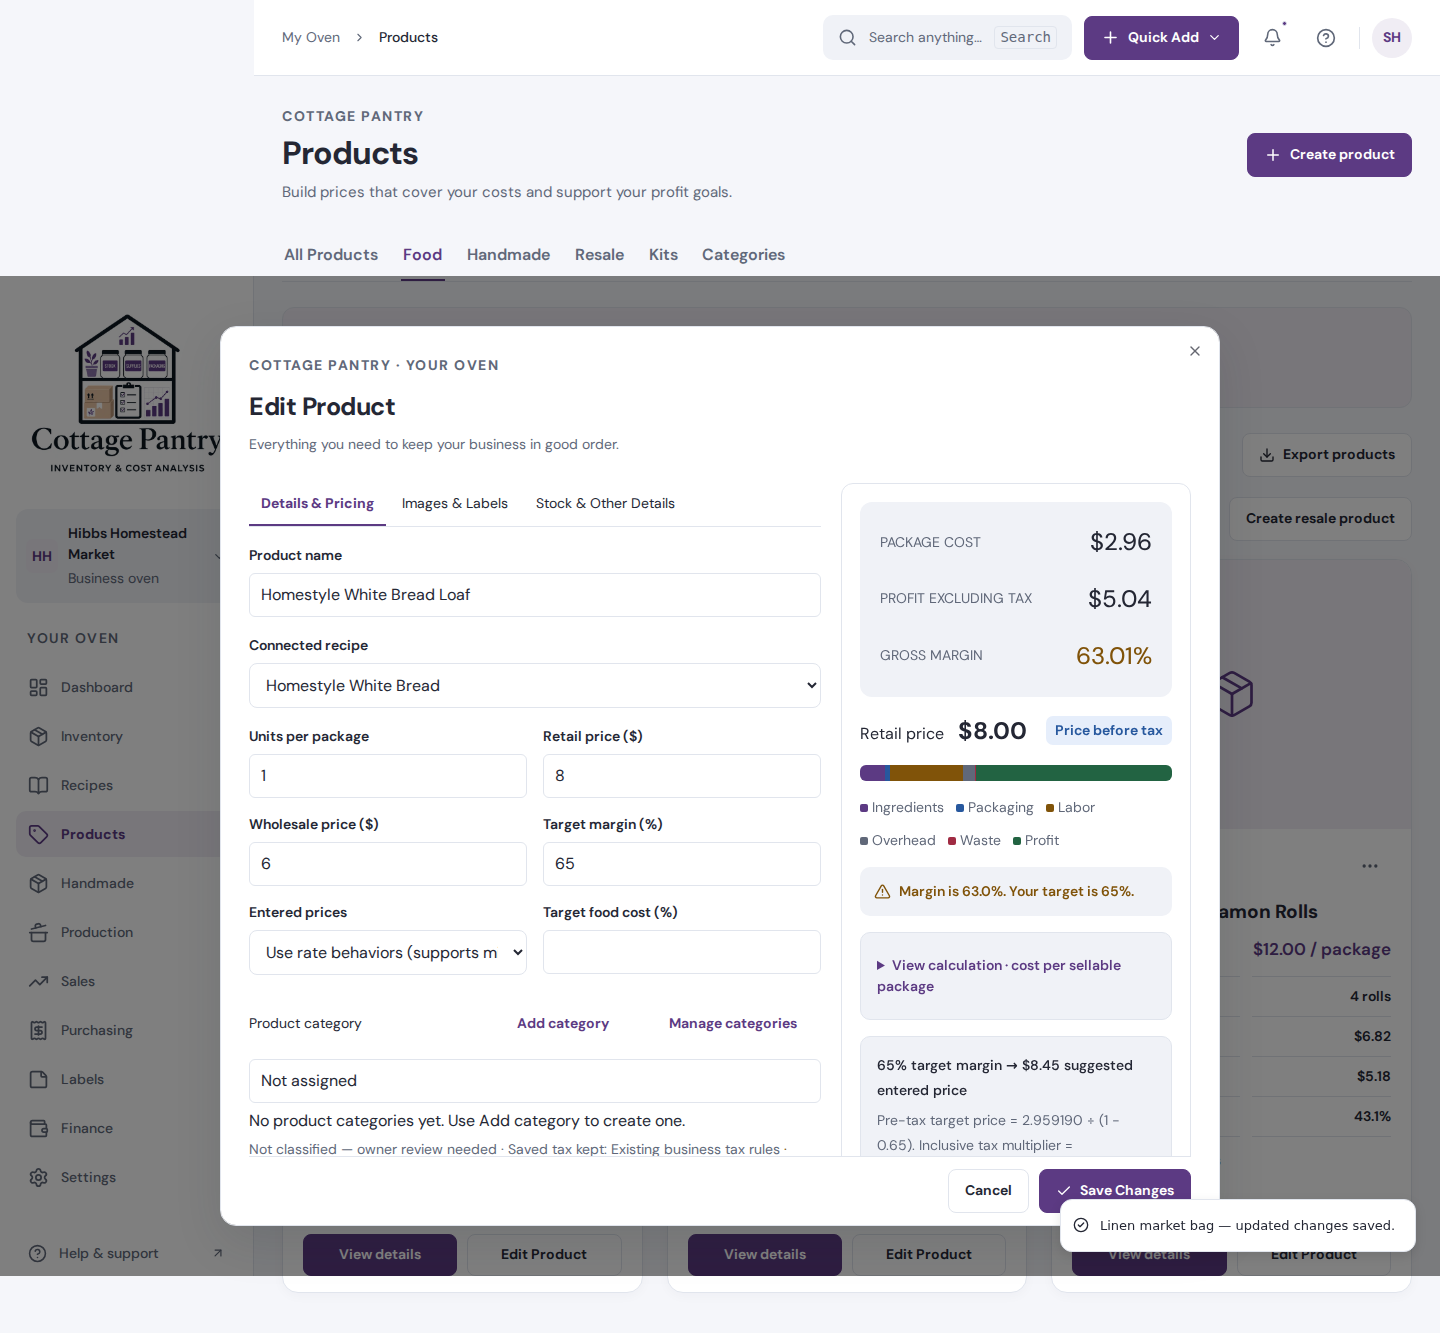 My Oven
Products
Search anything...
Search
Quick Add
SH
COTTAGE PANTRY
Products
Build prices that cover your costs and support your profit goals.
Create product
All Products
Food
Handmade
Resale
Kits
Categories
Cottage Pantry
INVENTORY & COST ANALYSIS
HH
Hibbs Homestead
Market
Business oven
YOUR OVEN
Dashboard
Inventory
Recipes
Products
Handmade
Production
Sales
Purchasing
Labels
Finance
Settings
Help & support
Export products
Create resale product
COTTAGE PANTRY · YOUR OVEN
Edit Product
Everything you need to keep your business in good order.
Details & Pricing
Images & Labels
Stock & Other Details
Product name
Homestyle White Bread Loaf
Connected recipe
Homestyle White Bread
Units per package
Retail price ($)
1
8
Wholesale price ($)
Target margin (%)
6
65
Entered prices
Target food cost (%)
Use rate behaviors (supports m
Product category
Add category
Manage categories
Not assigned
No product categories yet. Use Add category to create one.
Not classified — owner review needed · Saved tax kept: Existing business tax rules ·
PACKAGE COST
$2.96
PROFIT EXCLUDING TAX
$5.04
GROSS MARGIN
63.01%
Retail price
$8.00
Price before tax
Ingredients
Packaging
Labor
Overhead
Waste
Profit
Margin is 63.0%. Your target is 65%.
View calculation · cost per sellable
package
65% target margin → $8.45 suggested
entered price
Pre-tax target price = 2.959190 ÷ (1 −
0.65). Inclusive tax multiplier =
Cancel
Save Changes
amon Rolls
$12.00 / package
4 rolls
$6.82
$5.18
43.1%
Linen market bag — updated changes saved.
View details
Edit Product
View details
Edit Product
View details
Edit Product